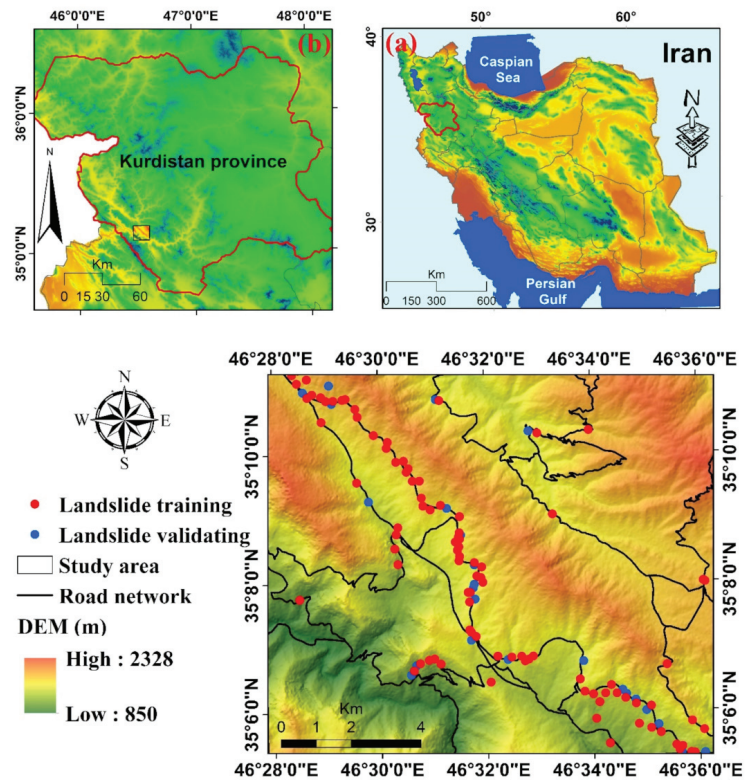 46°0'0"E 47°0'0"E 48°0'0"E
(b)
36°0'0"N
35°0'0"N
N
Kurdistan province
Km
0 15 30 60
50° 60°
40°
30°
(a)
Iran
Caspian
Sea
N
Km
0 150 300 600
Persian
Gulf
46°28'0"E 46°30'0"E 46°32'0"E 46°34'0"E 46°36'0"E
35°10'0"N
35°8'0"N
35°6'0"N
35°10'0"N
35°8'0"N
35°6'0"N
Km
0 1 2 4
46°28'0"E 46°30'0"E 46°32'0"E 46°34'0"E 46°36'0"E
N
W E
S
Landslide training
Landslide validating
Study area
Road network
DEM (m)
High : 2328
Low : 850